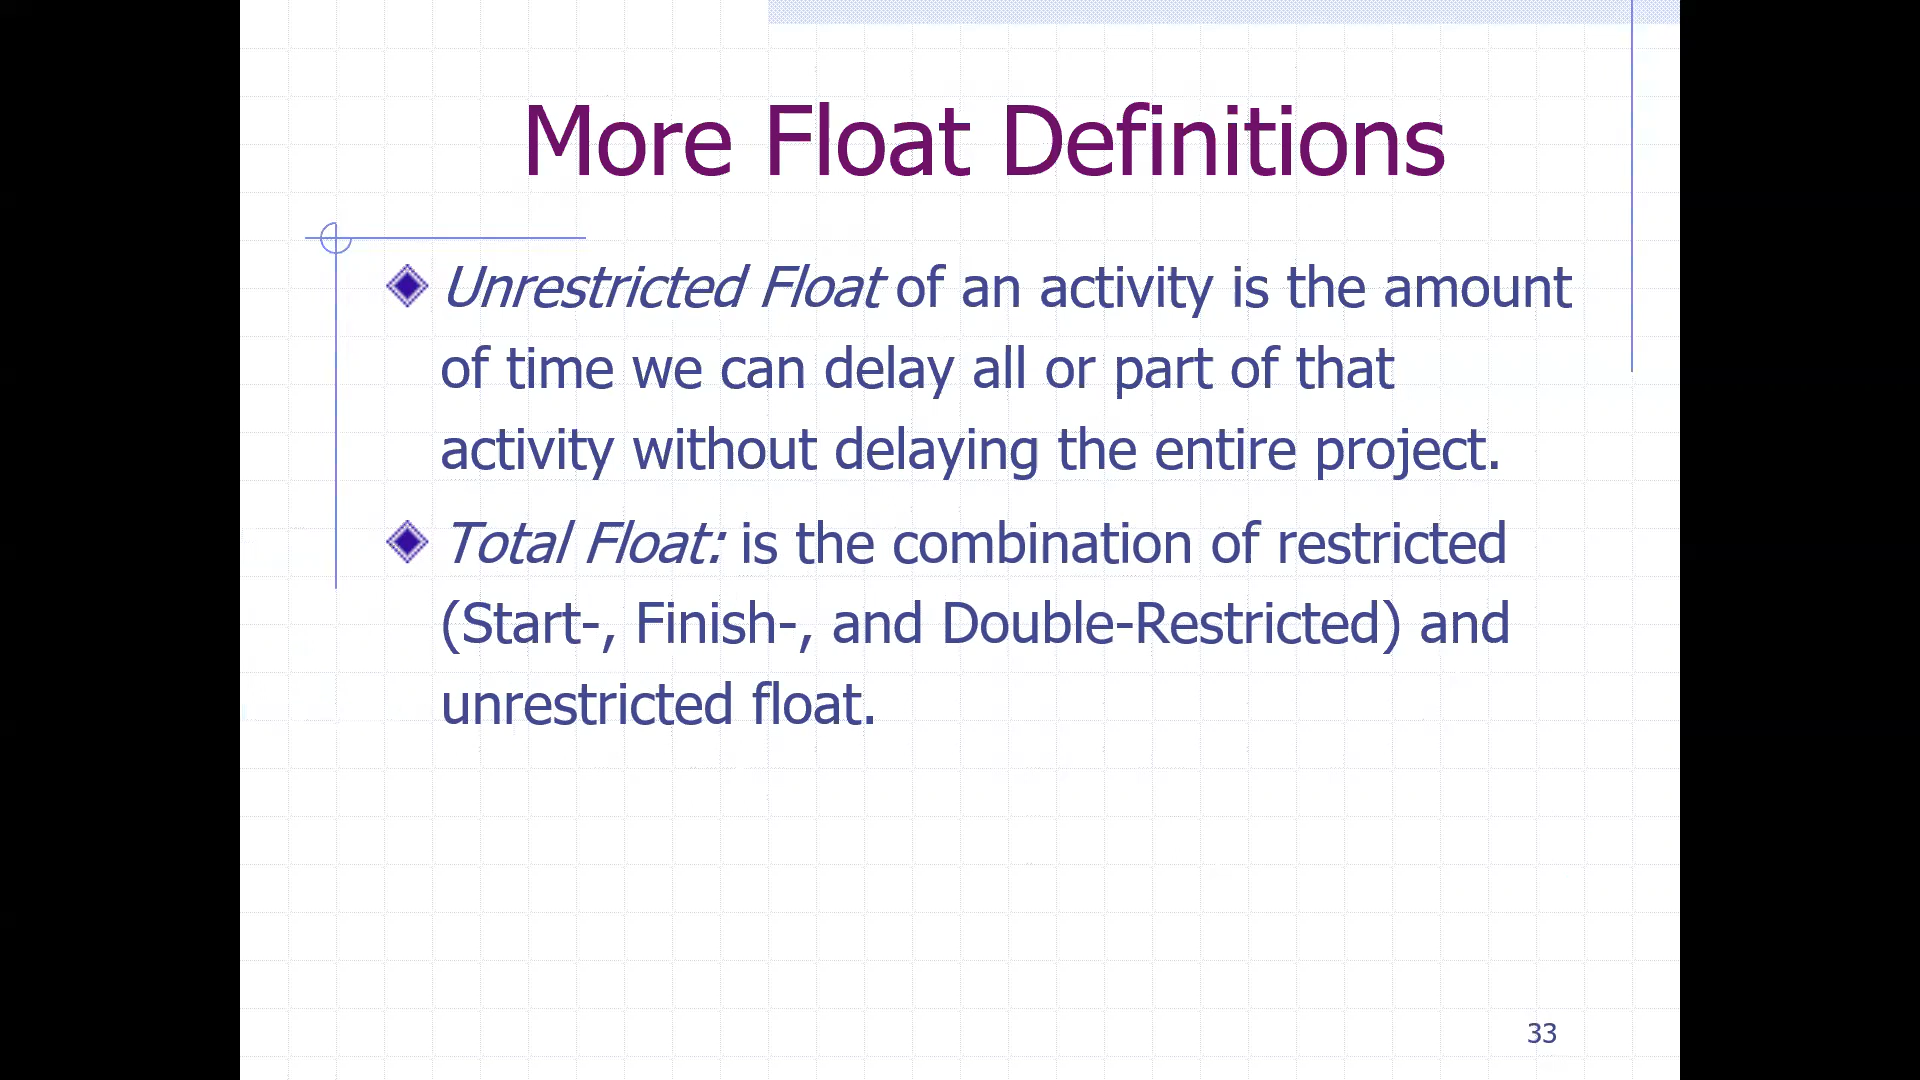 More Float Definitions
Unrestricted Float of an activity is the amount
of time we can delay all or part of that
activity without delaying the entire project.
Total Float: is the combination of restricted
(Start-, Finish-, and Double-Restricted) and
unrestricted float.
33